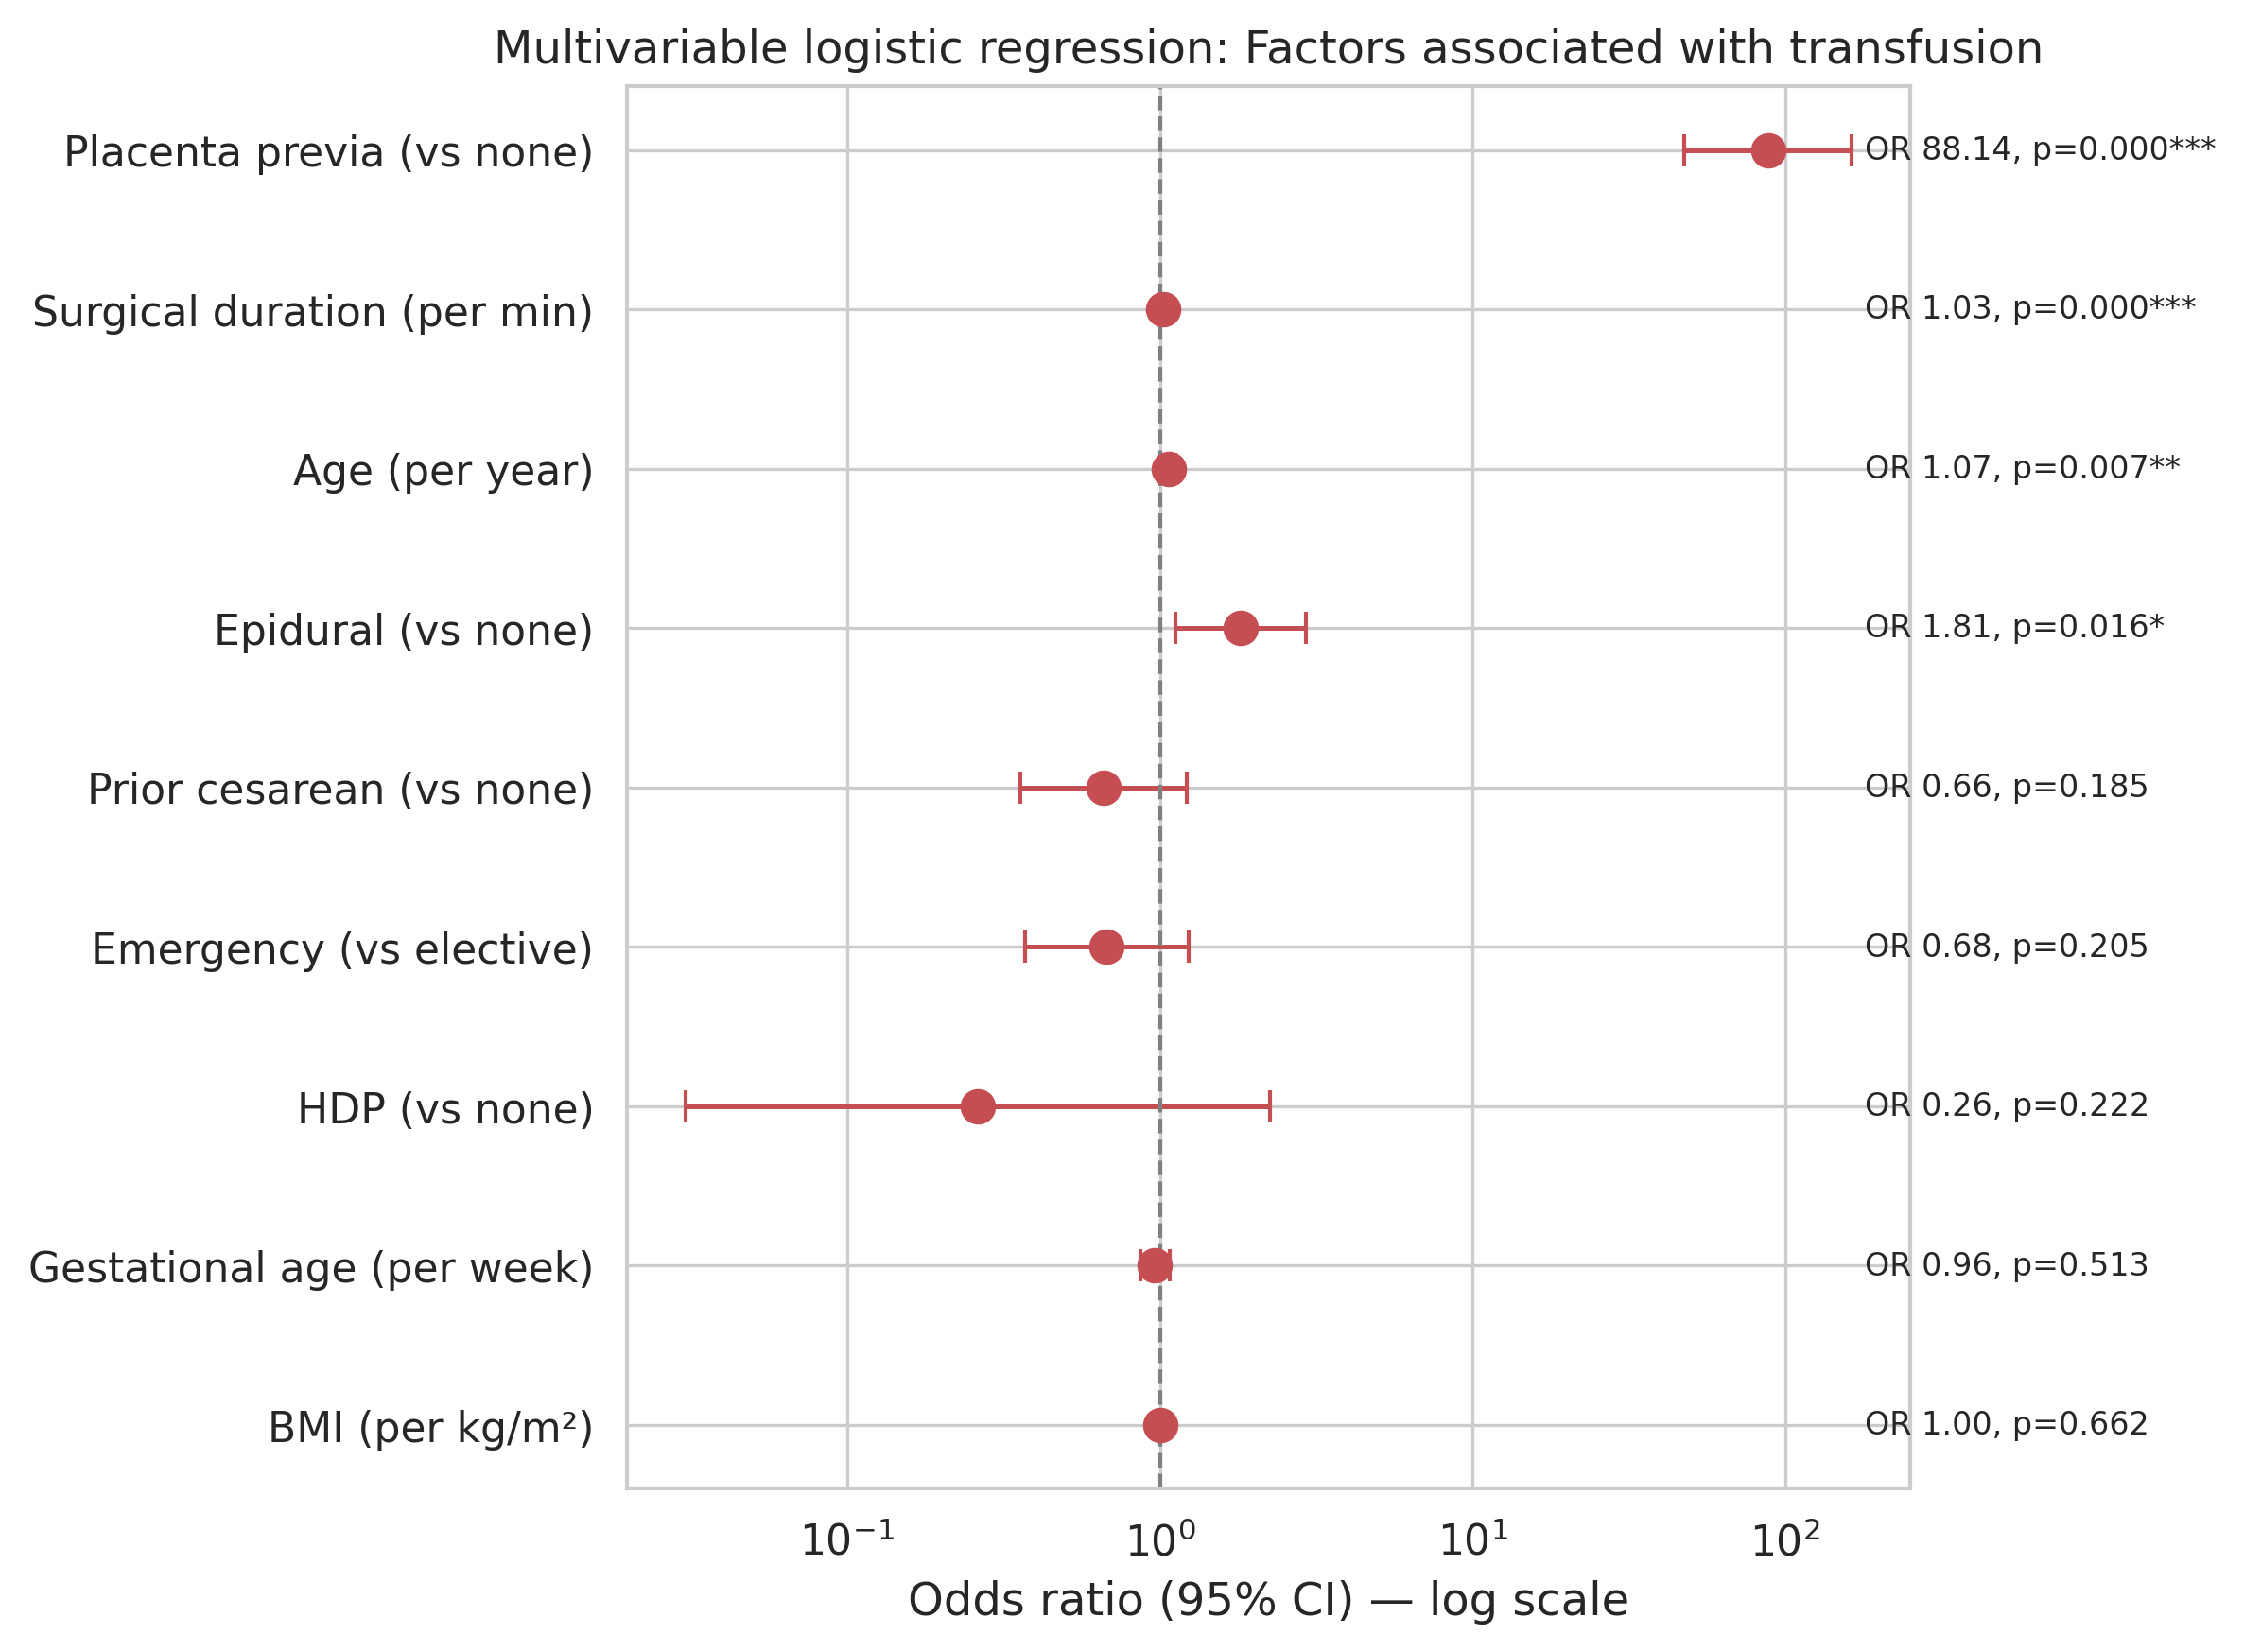 Multivariable logistic regression: Factors associated with transfusion
Placenta previa (vs none)
OR 88.14, p=0.000***
Surgical duration (per min)
OR 1.03, p=0.000***
Age (per year)
OR 1.07, p=0.007**
Epidural (vs none)
OR 1.81, p=0.016*
Prior cesarean (vs none)
OR 0.66, p=0.185
Emergency (vs elective)
OR 0.68, p=0.205
HDP (vs none)
OR 0.26, p=0.222
Gestational age (per week)
OR 0.96, p=0.513
BMI (per kg/m²)
OR 1.00, p=0.662
10⁻¹ 10⁰ 10¹ 10²
Odds ratio (95% CI) — log scale